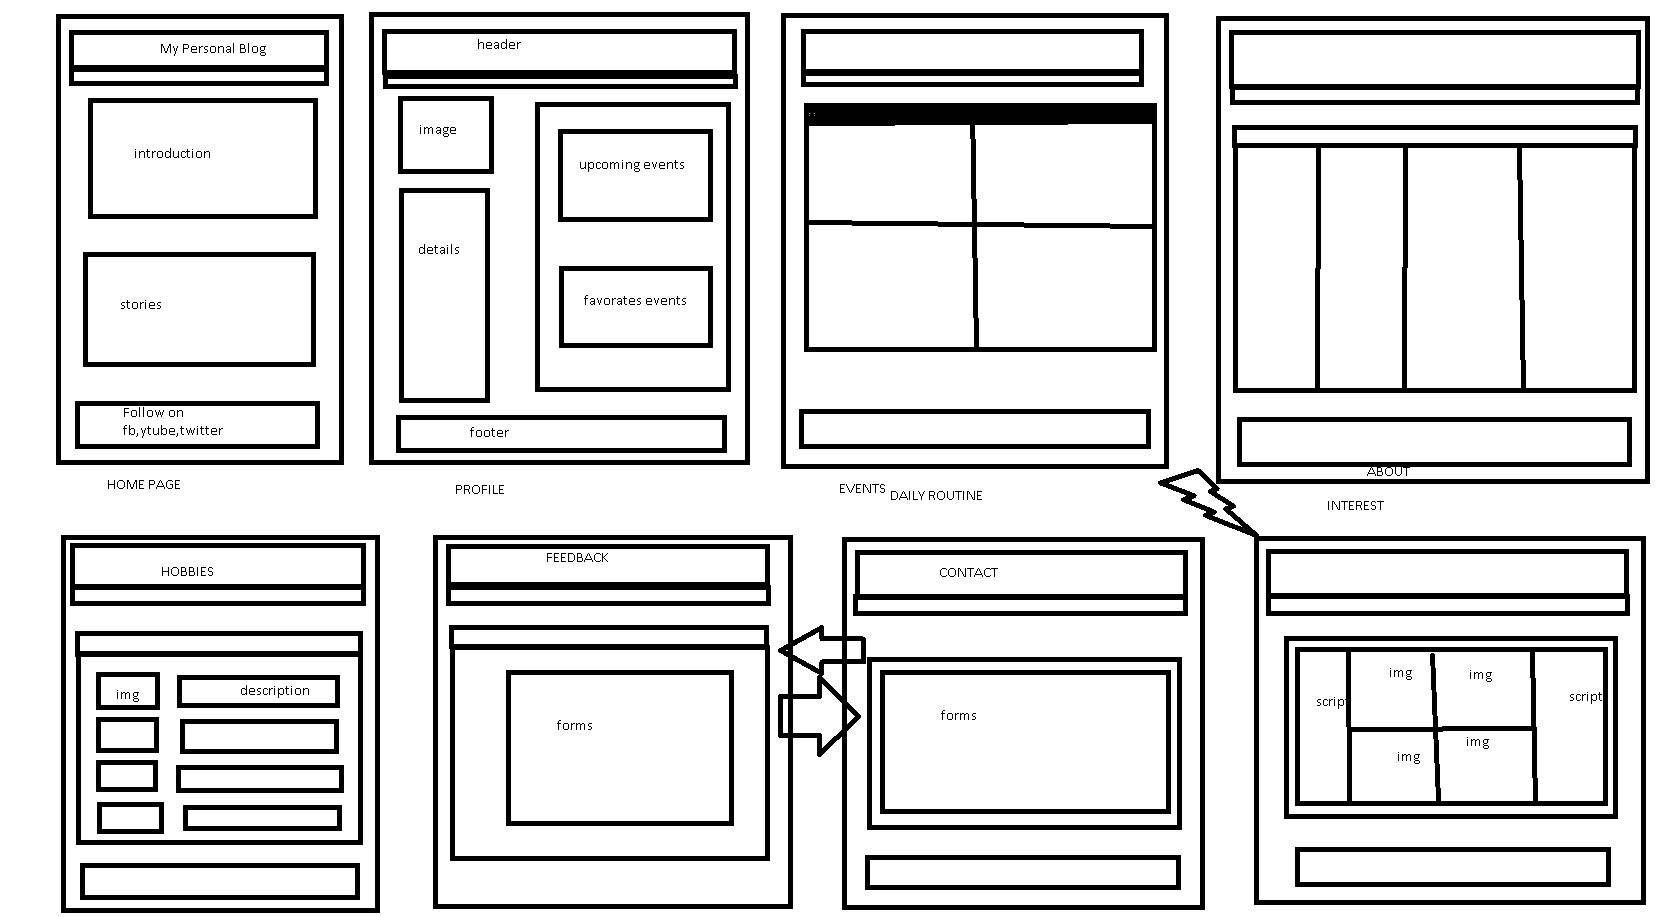 My Personal Blog
introduction
stories
Follow on
fb,ytube,twitter
HOME PAGE
header
image
details
upcoming events
favorates events
footer
PROFILE
EVENTS
DAILY ROUTINE
ABOUT
INTEREST
HOBBIES
img
description
FEEDBACK
forms
CONTACT
forms
script
img
img
script
img
img